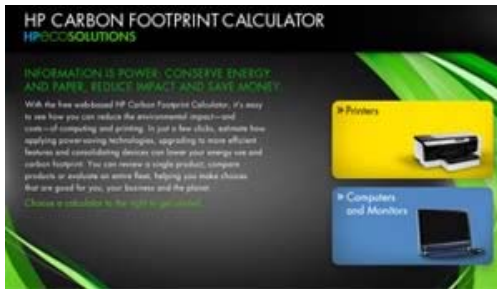 HP CARBON FOOTPRINT CALCULATOR
HP eco SOLUTIONS
INFORMATION IS POWER: CONSERVE ENERGY
AND PAPER, REDUCE IMPACT AND SAVE MONEY.
With the free web-based HP Carbon Footprint Calculator, it's easy
to see how you can reduce the environmental impact—and
costs—of computing and printing. In just a few clicks, estimate how
applying power-saving technologies, upgrading to more efficient
features and consolidating devices can lower your energy use and
carbon footprint. You can review a single product, compare
products or evaluate an entire fleet, helping you make choices
that are good for you, your business and the planet.
Choose a calculator to the right to get started.
» Printers
» Computers
and Monitors